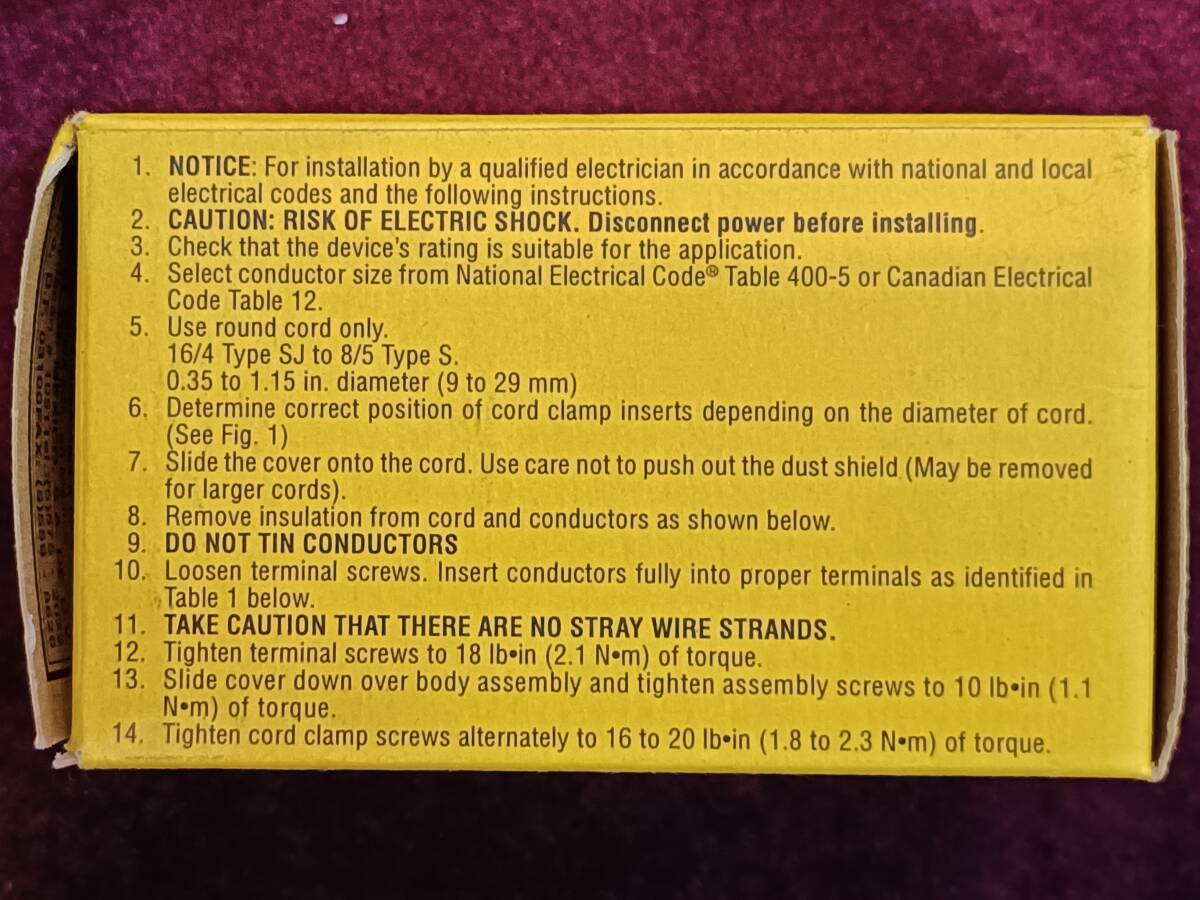 1. NOTICE: For installation by a qualified electrician in accordance with national and local
electrical codes and the following instructions.
2. CAUTION: RISK OF ELECTRIC SHOCK. Disconnect power before installing.
3. Check that the device's rating is suitable for the application.
4. Select conductor size from National Electrical Code® Table 400-5 or Canadian Electrical
Code Table 12.
5. Use round cord only.
16/4 Type SJ to 8/5 Type S.
0.35 to 1.15 in. diameter (9 to 29 mm)
6. Determine correct position of cord clamp inserts depending on the diameter of cord.
(See Fig. 1)
7. Slide the cover onto the cord. Use care not to push out the dust shield (May be removed
for larger cords).
8. Remove insulation from cord and conductors as shown below.
9. DO NOT TIN CONDUCTORS
10. Loosen terminal screws. Insert conductors fully into proper terminals as identified in
Table 1 below.
11. TAKE CAUTION THAT THERE ARE NO STRAY WIRE STRANDS.
12. Tighten terminal screws to 18 lb•in (2.1 N•m) of torque.
13. Slide cover down over body assembly and tighten assembly screws to 10 lb•in (1.1
N•m) of torque.
14. Tighten cord clamp screws alternately to 16 to 20 lb•in (1.8 to 2.3 N•m) of torque.